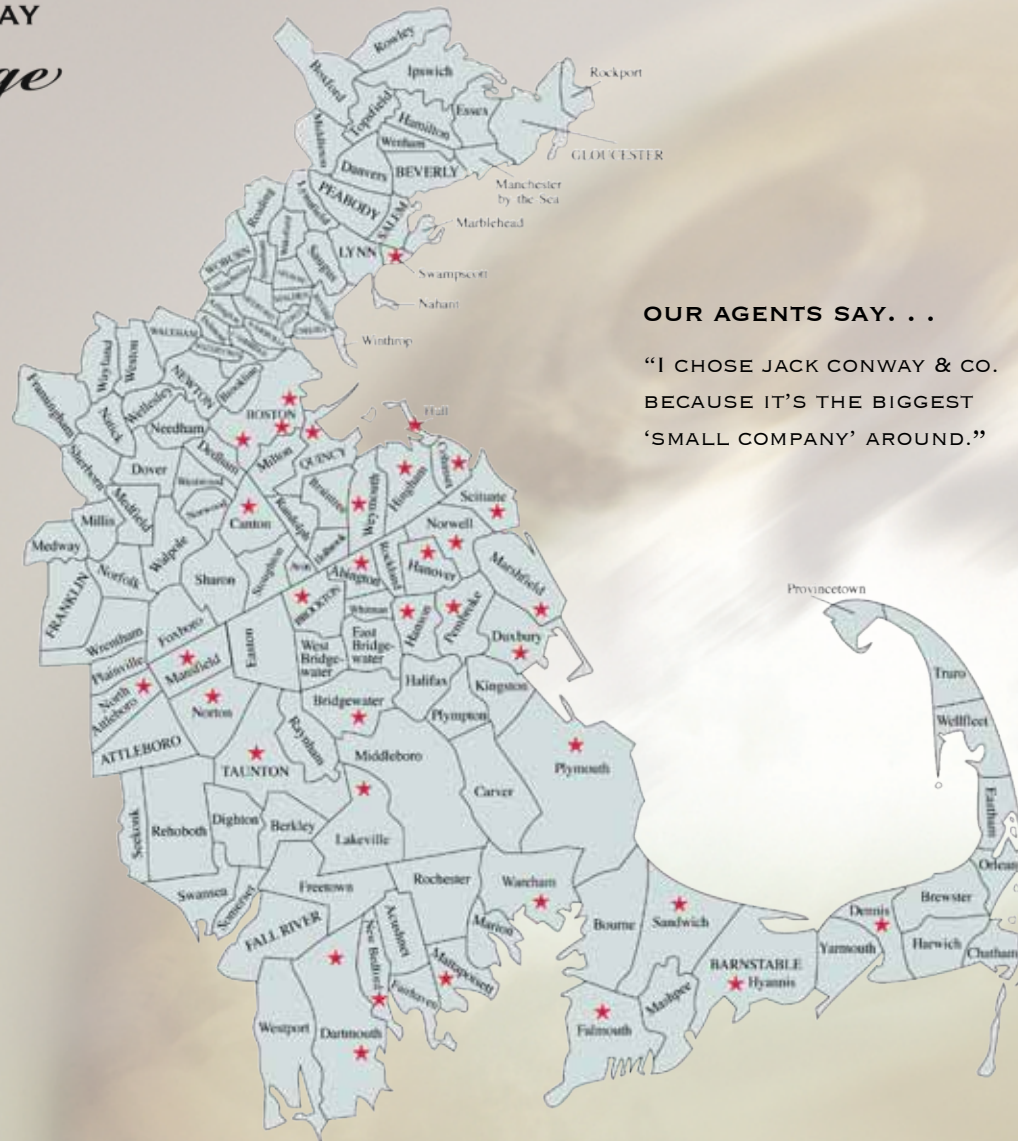 AY
ge
Rowley
Ipswich
Boxford
Rockport
Topsfield
Essex
Hamilton
Middleton
Wenham
GLOUCESTER
Danvers
BEVERLY
Manchester
by the Sea
PEABODY
Lynnfield
Reading
SALEM
Marblehead
LYNN
Saugus
WOBURN
Swampscott
Nahant
Winthrop
WALTHAM
Wayland
Weston
OUR AGENTS SAY. . .
“I CHOSE JACK CONWAY & CO.
BECAUSE IT’S THE BIGGEST
‘SMALL COMPANY’ AROUND.”
NEWTON
Brookline
Framingham
Natick
Wellesley
BOSTON
Hull
Needham
Sherborn
Dover
Dedham
Milton
QUINCY
Westwood
Braintree
Weymouth
Hingham
Cohasset
Medfield
Norwood
Canton
Randolph
Scituate
Millis
Norwell
Medway
Walpole
Holbrook
Norfolk
Sharon
Stoughton
Avon
Abington
Rockland
Hanover
Marshfield
FRANKLIN
BROCKTON
Whitman
Hanson
Pembroke
Provincetown
Wrentham
Foxboro
Easton
West
Bridge-
water
East
Bridge-
water
Duxbury
Plainville
Mansfield
North
Attleboro
Norton
Halifax
Kingston
Truro
Bridgewater
Plympton
Wellfleet
ATTLEBORO
Raynham
Middleboro
TAUNTON
Plymouth
Carver
Eastham
Seekonk
Rehoboth
Dighton
Berkley
Lakeville
Orlean
Swansea
Somerset
Freetown
Rochester
Wareham
Brewster
Dennis
FALL RIVER
New Bedford
Acushnet
Marion
Bourne
Sandwich
Yarmouth
Harwich
Chatham
Mattapoisett
BARNSTABLE
Hyannis
Fairhaven
Mashpee
Westport
Dartmouth
Falmouth